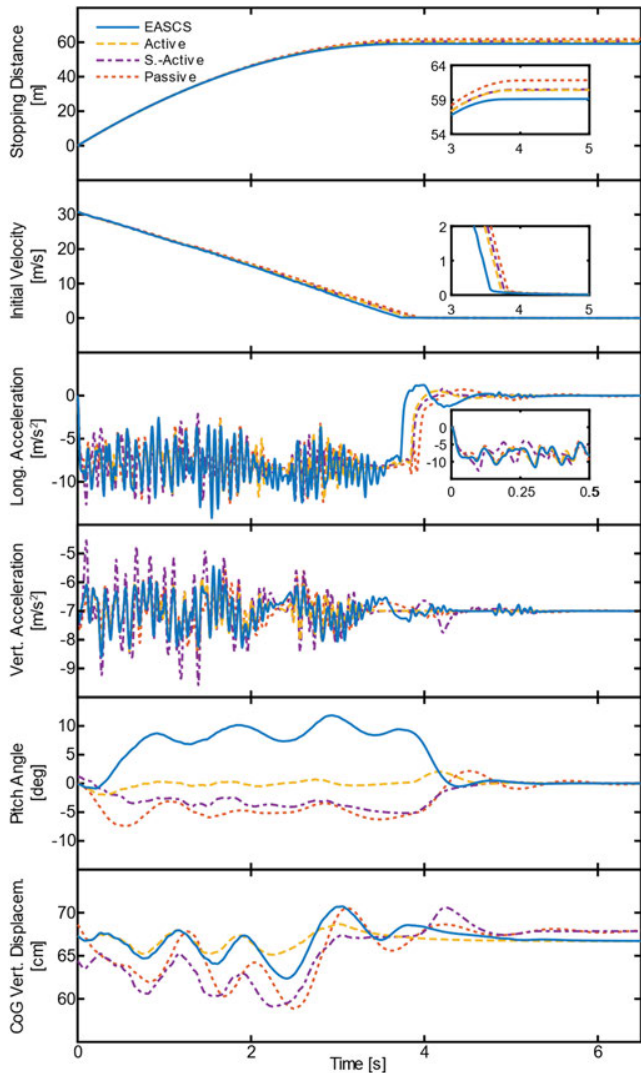 Stopping Distance
[m]
60
40
20
0
EASCS
Active
S.-Active
Passive
64
59
54
3
4
5
Initial Velocity
[m/s]
30
20
10
0
2
1
0
3
4
5
Long. Acceleration
[m/s²]
0
-5
-10
0
-5
-10
0
0.25
0.5
Vert. Acceleration
[m/s²]
-5
-6
-7
-8
-9
Pitch Angle
[deg]
10
5
0
-5
-10
CoG Vert. Displacem.
[cm]
70
65
60
0
2
4
6
Time [s]